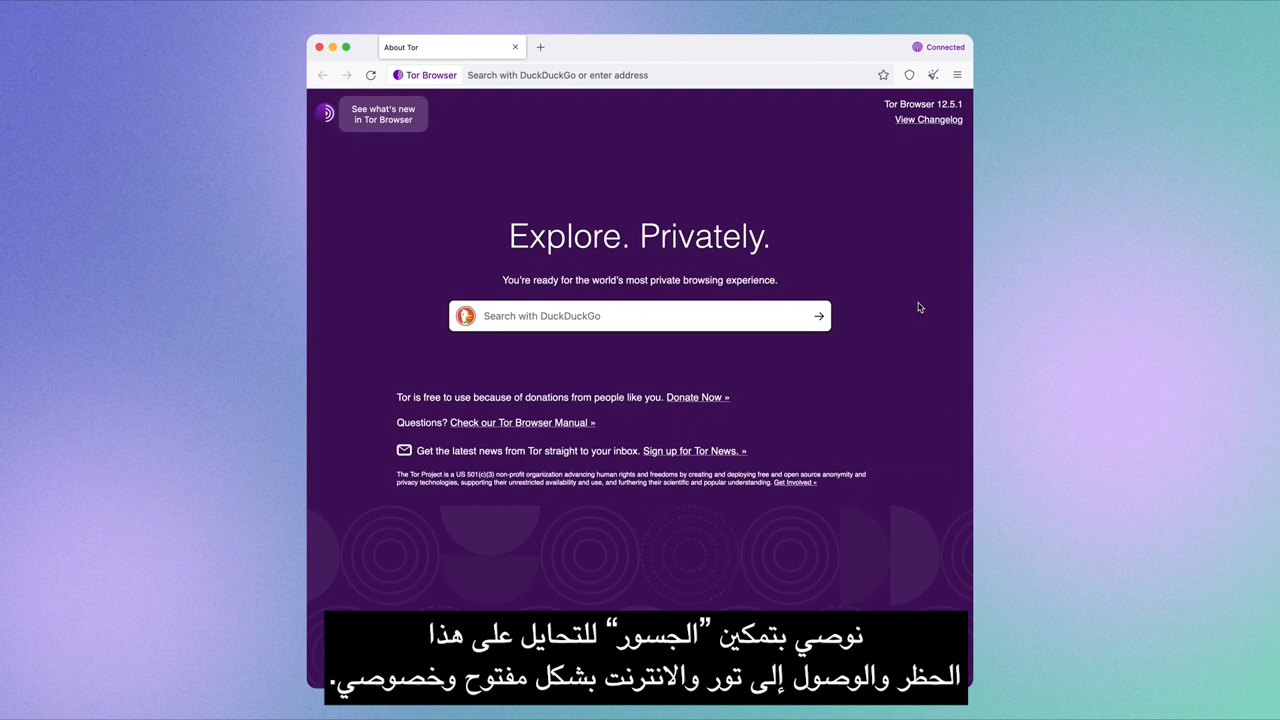 About Tor
Connected
Tor Browser
Search with DuckDuckGo or enter address
See what's new
in Tor Browser
Tor Browser 12.5.1
View Changelog
Explore. Privately.
You're ready for the world's most private browsing experience.
Search with DuckDuckGo
Tor is free to use because of donations from people like you. Donate Now »
Questions? Check our Tor Browser Manual »
Get the latest news from Tor straight to your inbox. Sign up for Tor News. »
The Tor Project is a US 501(c)(3) non-profit organization advancing human rights and freedoms by creating and deploying free and open source anonymity and
privacy technologies, supporting their unrestricted availability and use, and furthering their scientific and popular understanding. Get Involved »
نوصي بتمكين ”الجسور“ للتحايل على هذا
الحظر والوصول إلى تور والانترنت بشكل مفتوح وخصوصي.